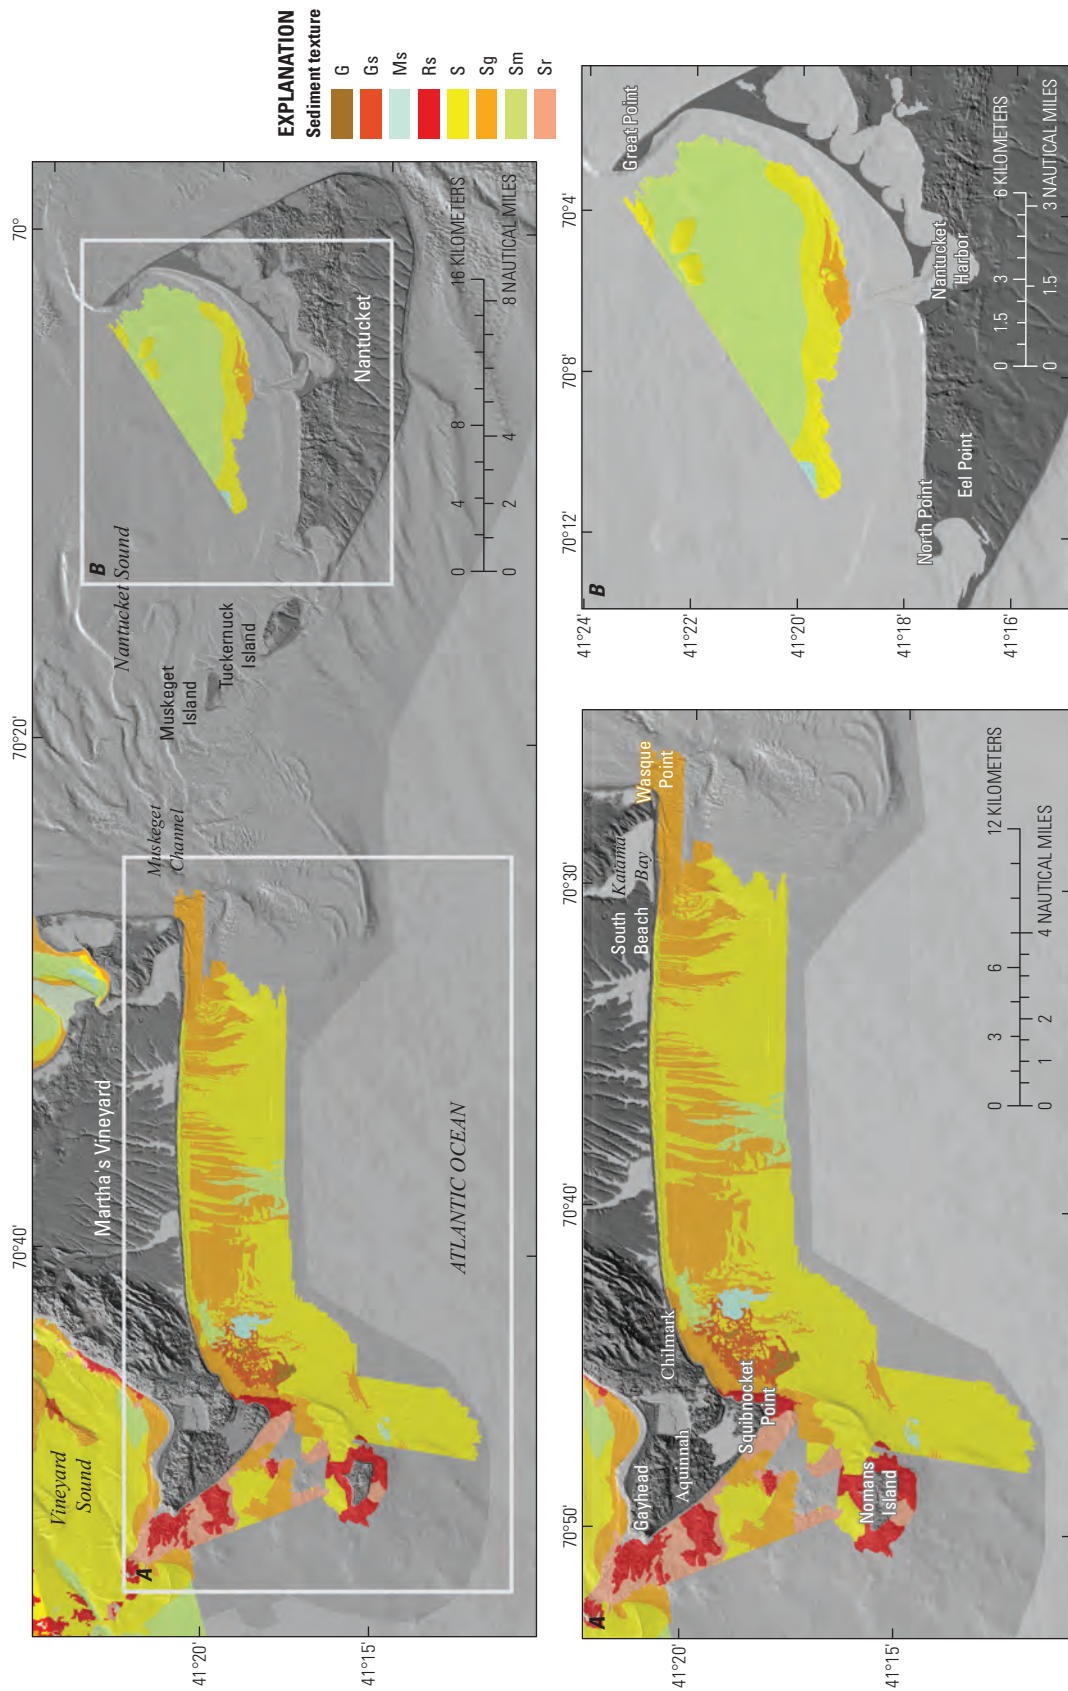 EXPLANATION
Sediment texture
G
Gs
Ms
Rs
S
Sg
Sm
Sr
70°40'
70°20'
70°
41°20'
41°15'
A
B
Vineyard
Sound
Martha's Vineyard
Muskeget
Channel
Nantucket Sound
Muskeget
Island
Tuckernuck
Island
Nantucket
ATLANTIC OCEAN
0
4
8
16 KILOMETERS
0
2
4
8 NAUTICAL MILES
70°50'
70°40'
70°30'
41°20'
41°15'
A
Gayhead
Aquinnah
Chilmark
Squibnocket
Point
Nomans
Island
South
Beach
Katama
Bay
Wasque
Point
0
3
6
12 KILOMETERS
0
1
2
4 NAUTICAL MILES
70°12'
70°8'
70°4'
41°24'
41°22'
41°20'
41°18'
41°16'
B
Great Point
North Point
Eel Point
Nantucket
Harbor
0
1.5
3
6 KILOMETERS
0
1.5
3 NAUTICAL MILES